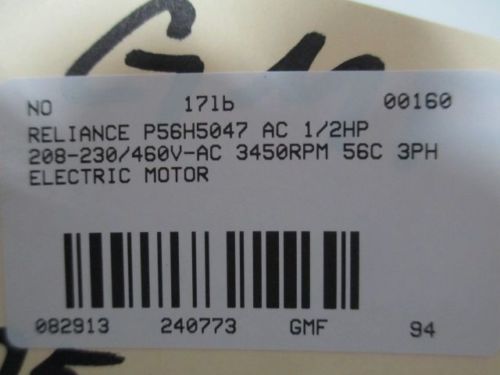 NO 17lb 00160
RELIANCE P56H5047 AC 1/2HP
208-230/460V-AC 3450RPM 56C 3PH
ELECTRIC MOTOR
082913 240773 GMF 94